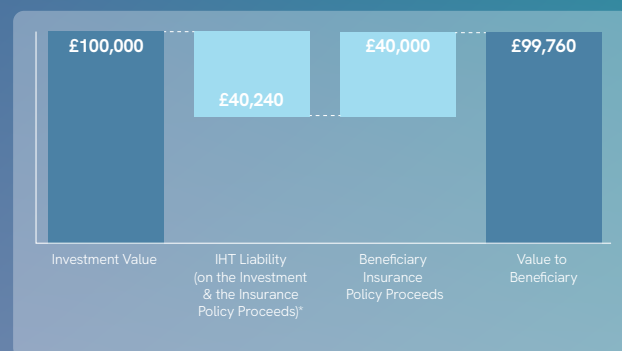 £100,000
£40,240
£40,000
£99,760
Investment Value
IHT Liability
(on the Investment
& the Insurance
Policy Proceeds)*
Beneficiary
Insurance
Policy Proceeds
Value to
Beneficiary